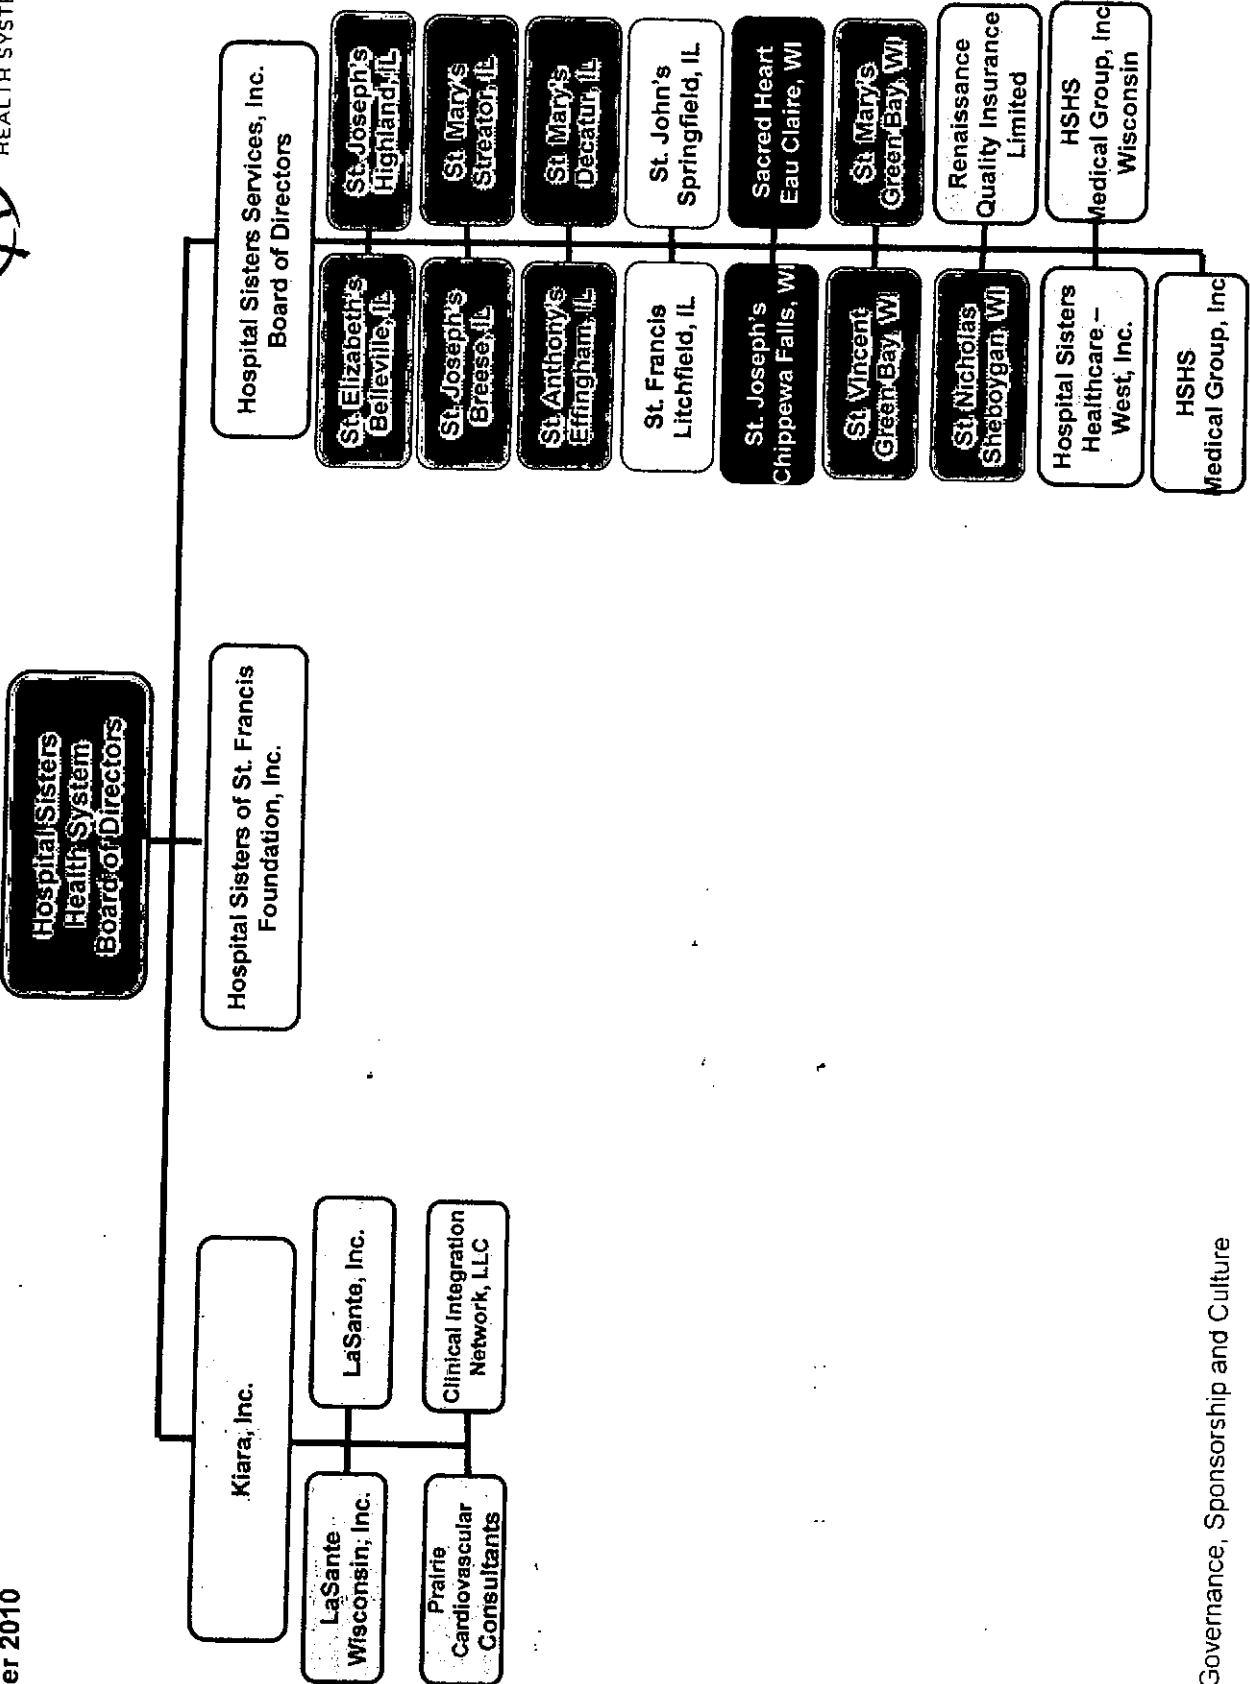 er 2010
HEALTH SYSTE
Hospital Sisters
Health System
Board of Directors
Kiara, Inc.
Hospital Sisters of St. Francis
Foundation, Inc.
Hospital Sisters Services, Inc.
Board of Directors
LaSante
Wisconsin, Inc.
LaSante, Inc.
Prairie
Cardiovascular
Consultants
Clinical Integration
Network, LLC
St. Elizabeth's
Belleville, IL
St. Joseph's
Highland, IL
St. Joseph's
Breese, IL
St. Mary's
Streator, IL
St. Anthony's
Effingham, IL
St. Mary's
Decatur, IL
St. Francis
Litchfield, IL
St. John's
Springfield, IL
St. Joseph's
Chippewa Falls, WI
Sacred Heart
Eau Claire, WI
St. Vincent
Green Bay, WI
St. Mary's
Green Bay, WI
St. Nicholas
Sheboygan, WI
Renaissance
Quality Insurance
Limited
Hospital Sisters
Healthcare –
West, Inc.
HSHS
Medical Group, Inc
Wisconsin
HSHS
Medical Group, Inc
Governance, Sponsorship and Culture